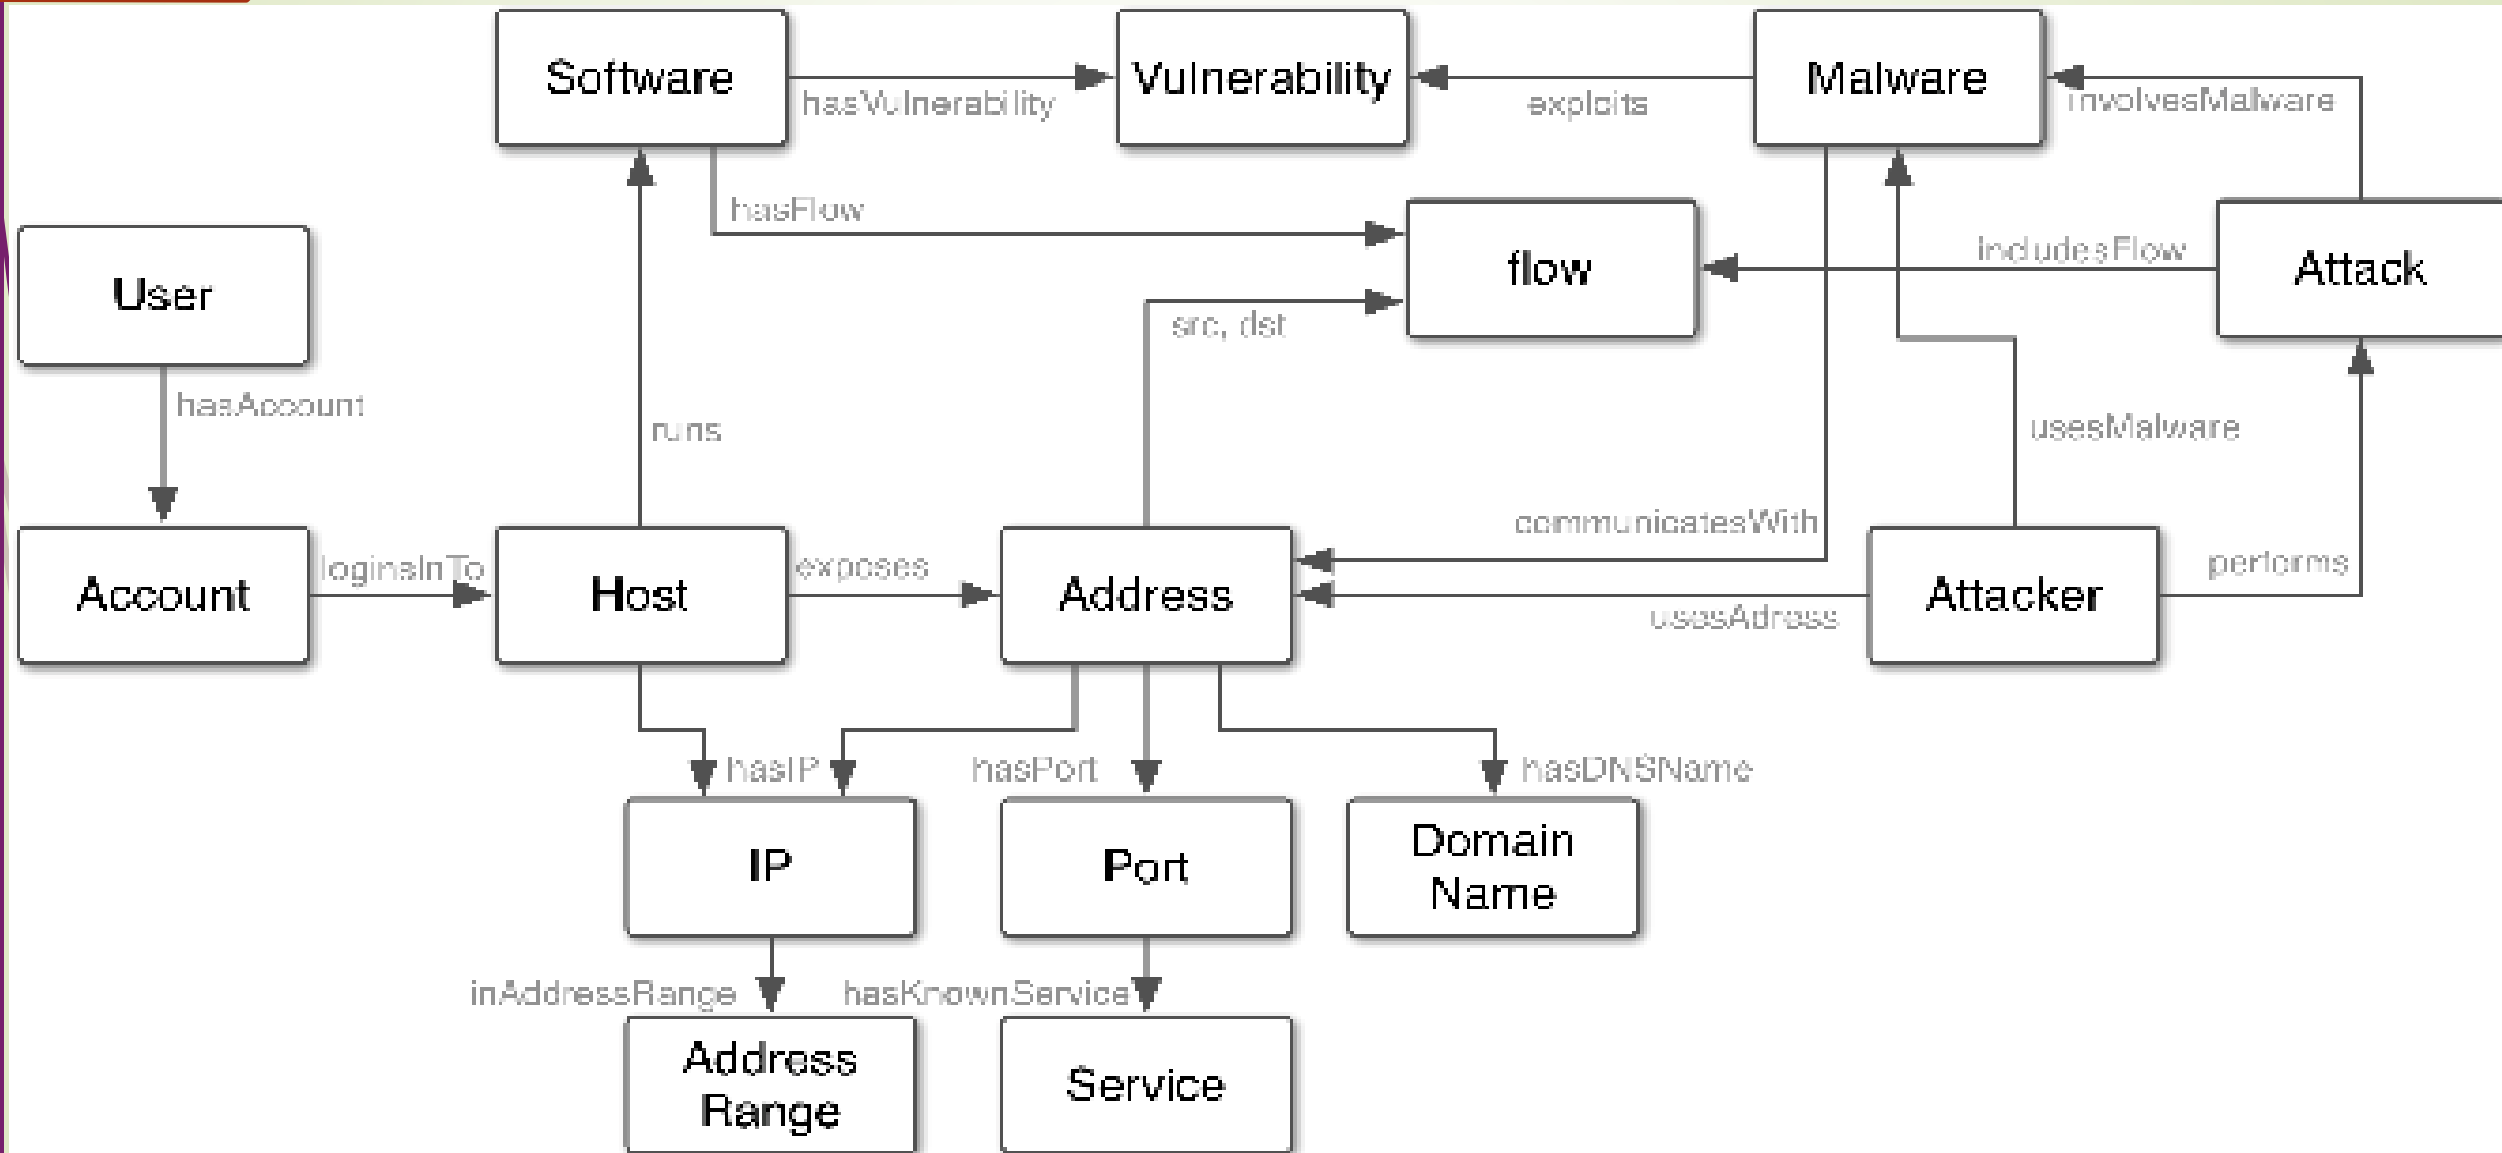 Software
Vulnerability
Malware
hasVulnerability
exploits
involvesMalware
hasFlow
User
flow
includesFlow
Attack
src, dst
hasAccount
runs
usesMalware
communicatesWith
Account
loginsInTo
Host
exposes
Address
usesAdress
Attacker
performs
hasIP
hasPort
hasDNSName
IP
Port
Domain
Name
inAddressRange
hasKnownService
Address
Range
Service